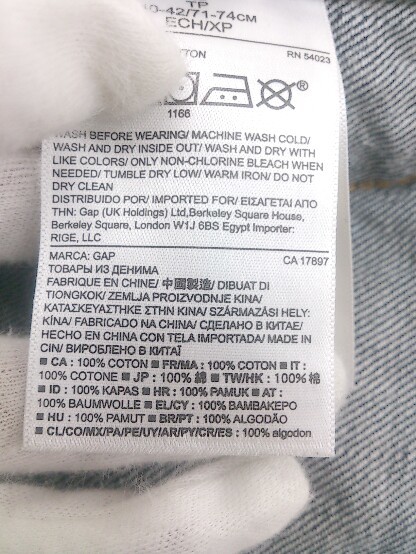 TP
-42/71-74CM
ECH/XP
RN 54023
®
1166
WASH BEFORE WEARING/ MACHINE WASH COLD/
WASH AND DRY INSIDE OUT/ WASH AND DRY WITH
LIKE COLORS/ ONLY NON-CHLORINE BLEACH WHEN
NEEDED/ TUMBLE DRY LOW/ WARM IRON/ DO NOT
DRY CLEAN
DISTRIBUIDO POR/ IMPORTED FOR/ ΕΙΣΑΓΕΤΑΙ ΑΠΟ
ΤΗΝ: Gap (UK Holdings) Ltd,Berkeley Square House,
Berkeley Square, London W1J 6BS Egypt Importer:
RIGE, LLC
MARCA: GAP
CA 17897
ТОВАРЫ ИЗ ДЕНИМА
FABRIQUE EN CHINE/ 中國製造/ DIBUAT DI
TIONGKOK/ ZEMLJA PROIZVODNJE KINA/
ΚΑΤΑΣΚΕΥΑΣΤΗΚΕ ΣΤΗΝ ΚΙΝΑ/ SZÁRMAZÁSI HELY:
KÍNA/ FABRICADO NA CHINA/ СДЕЛАНО В КИТАЕ/
HECHO EN CHINA CON TELA IMPORTADA/ MADE IN
CIN/ ВИРОБЛЕНО В КИТАЇ
■ CA : 100% COTTON ■ FR/MA : 100% COTON ■ IT :
100% COTONE ■ JP : 100% 綿 ■ TW/HK : 100% 棉
■ ID : 100% KAPAS ■ HR : 100% PAMUK ■ AT :
100% BAUMWOLLE ■ EL/CY : 100% ΒΑΜΒΑΚΕΡΟ
■ HU : 100% PAMUT ■ BR/PT : 100% ALGODÃO
■ CL/CO/MX/PA/PE/UY/AR/PY/CR/ES : 100% algodon